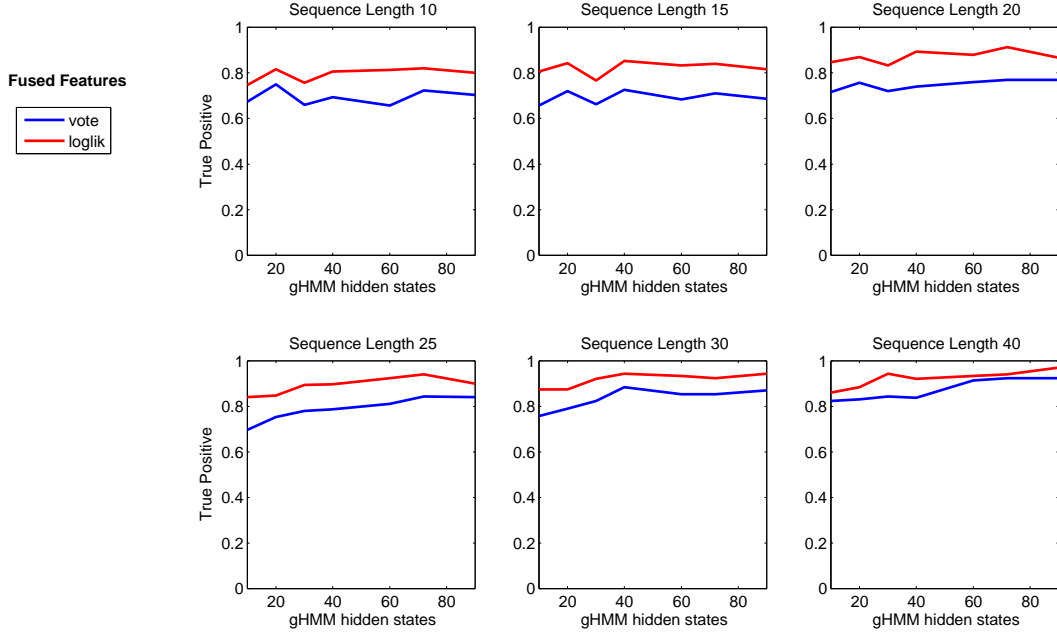 Fused Features
vote
loglik
Sequence Length 10
1
0.8
0.6
0.4
0.2
0
True Positive
20 40 60 80
gHMM hidden states
Sequence Length 15
1
0.8
0.6
0.4
0.2
0
20 40 60 80
gHMM hidden states
Sequence Length 20
1
0.8
0.6
0.4
0.2
0
20 40 60 80
gHMM hidden states
Sequence Length 25
1
0.8
0.6
0.4
0.2
0
True Positive
20 40 60 80
gHMM hidden states
Sequence Length 30
1
0.8
0.6
0.4
0.2
0
20 40 60 80
gHMM hidden states
Sequence Length 40
1
0.8
0.6
0.4
0.2
0
20 40 60 80
gHMM hidden states